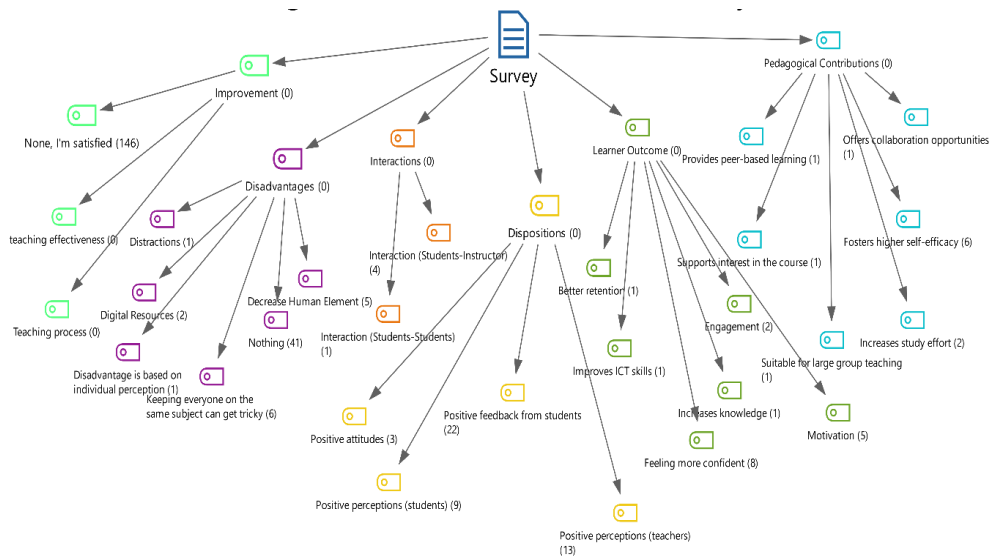 Survey
Pedagogical Contributions (0)
Improvement (0)
None, I'm satisfied (146)
Offers collaboration opportunities
(1)
Learner Outcome (0)
Provides peer-based learning (1)
Interactions (0)
Disadvantages (0)
Dispositions (0)
teaching effectiveness (0)
Distractions (1)
Fosters higher self-efficacy (6)
Interaction (Students-Instructor)
(4)
Supports interest in the course (1)
Better retention (1)
Decrease Human Element (5)
Digital Resources (2)
Engagement (2)
Teaching process (0)
Nothing (41)
Interaction (Students-Students)
(1)
Increases study effort (2)
Suitable for large group teaching
(1)
Improves ICT skills (1)
Disadvantage is based on
individual perception (1)
Keeping everyone on the
same subject can get tricky (6)
Positive attitudes (3)
Positive feedback from students
(22)
Increases knowledge (1)
Motivation (5)
Feeling more confident (8)
Positive perceptions (students) (9)
Positive perceptions (teachers)
(13)